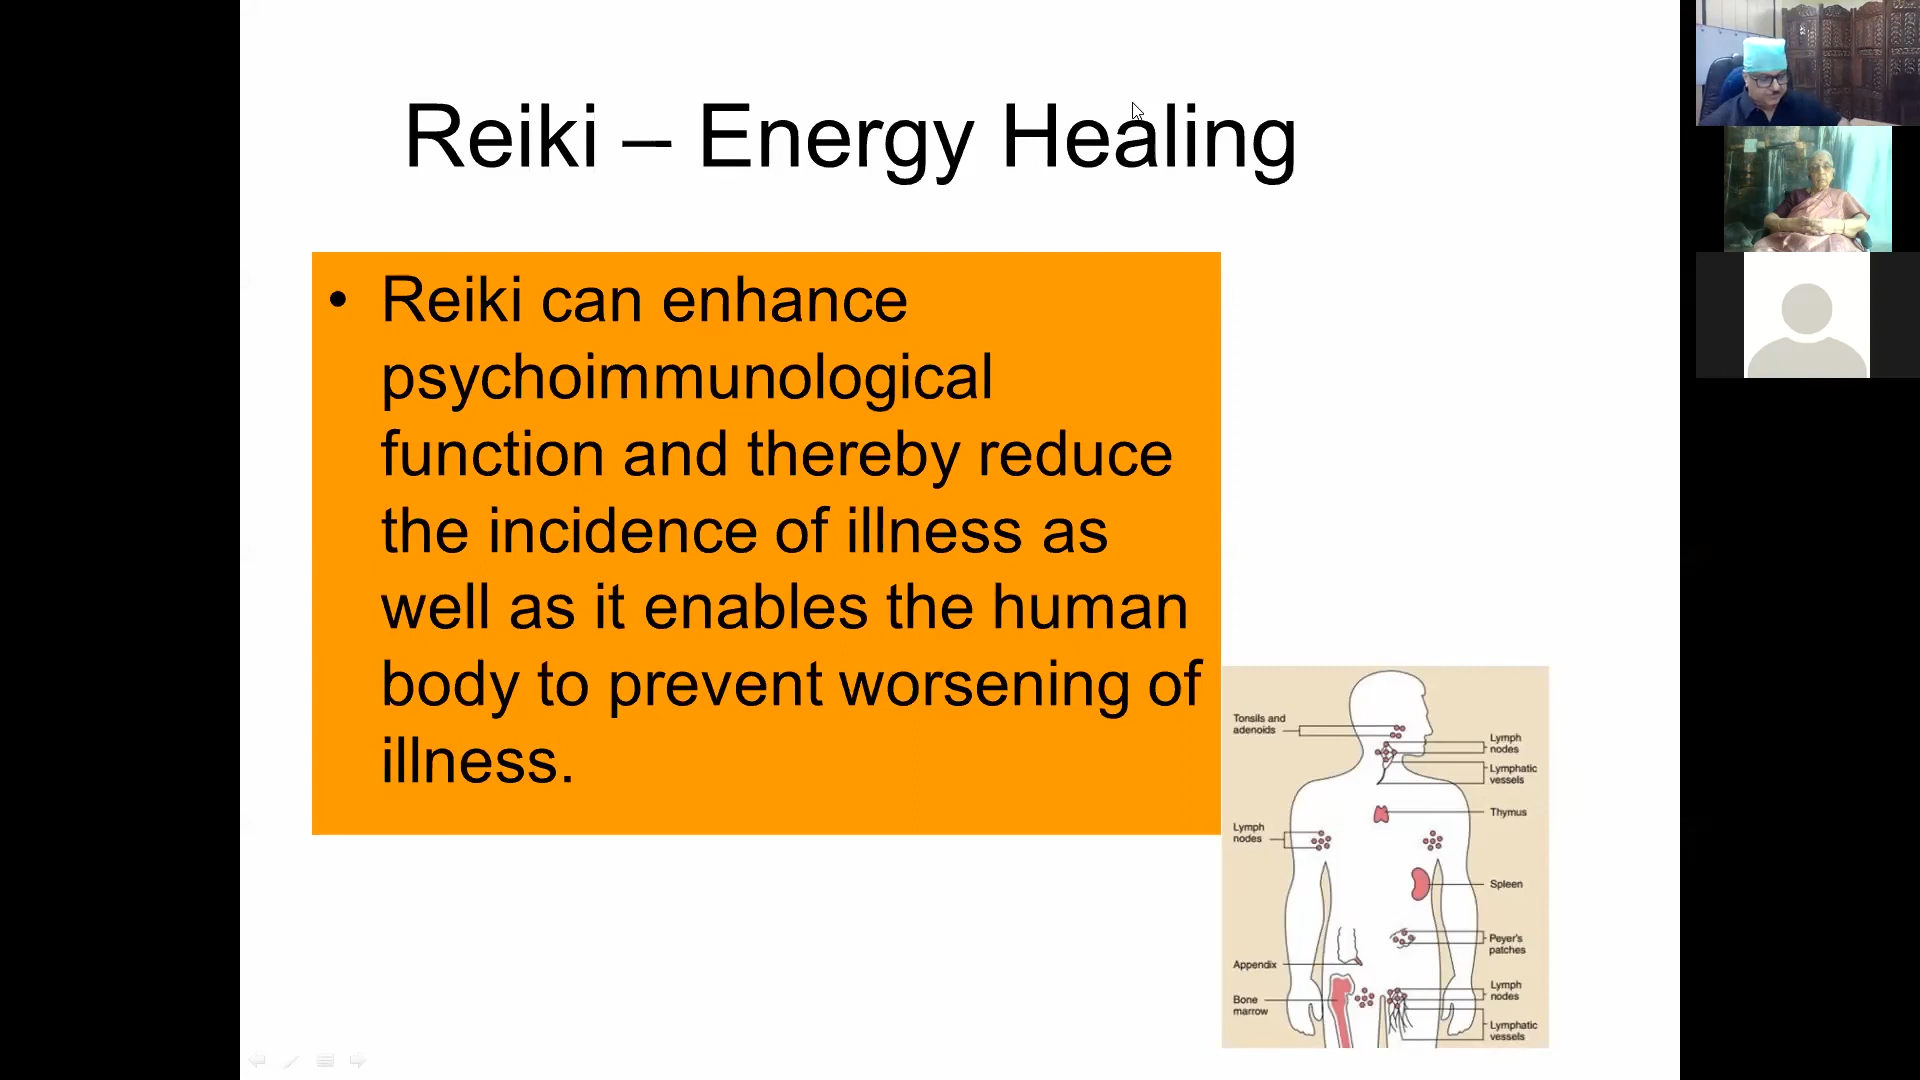 Reiki – Energy Healing
• Reiki can enhance
psychoimmunological
function and thereby reduce
the incidence of illness as
well as it enables the human
body to prevent worsening of
illness.
Tonsils and
adenoids
Lymph
nodes
Lymphatic
vessels
Thymus
Lymph
nodes
Spleen
Peyer's
patches
Appendix
Lymph
nodes
Bone
marrow
Lymphatic
vessels